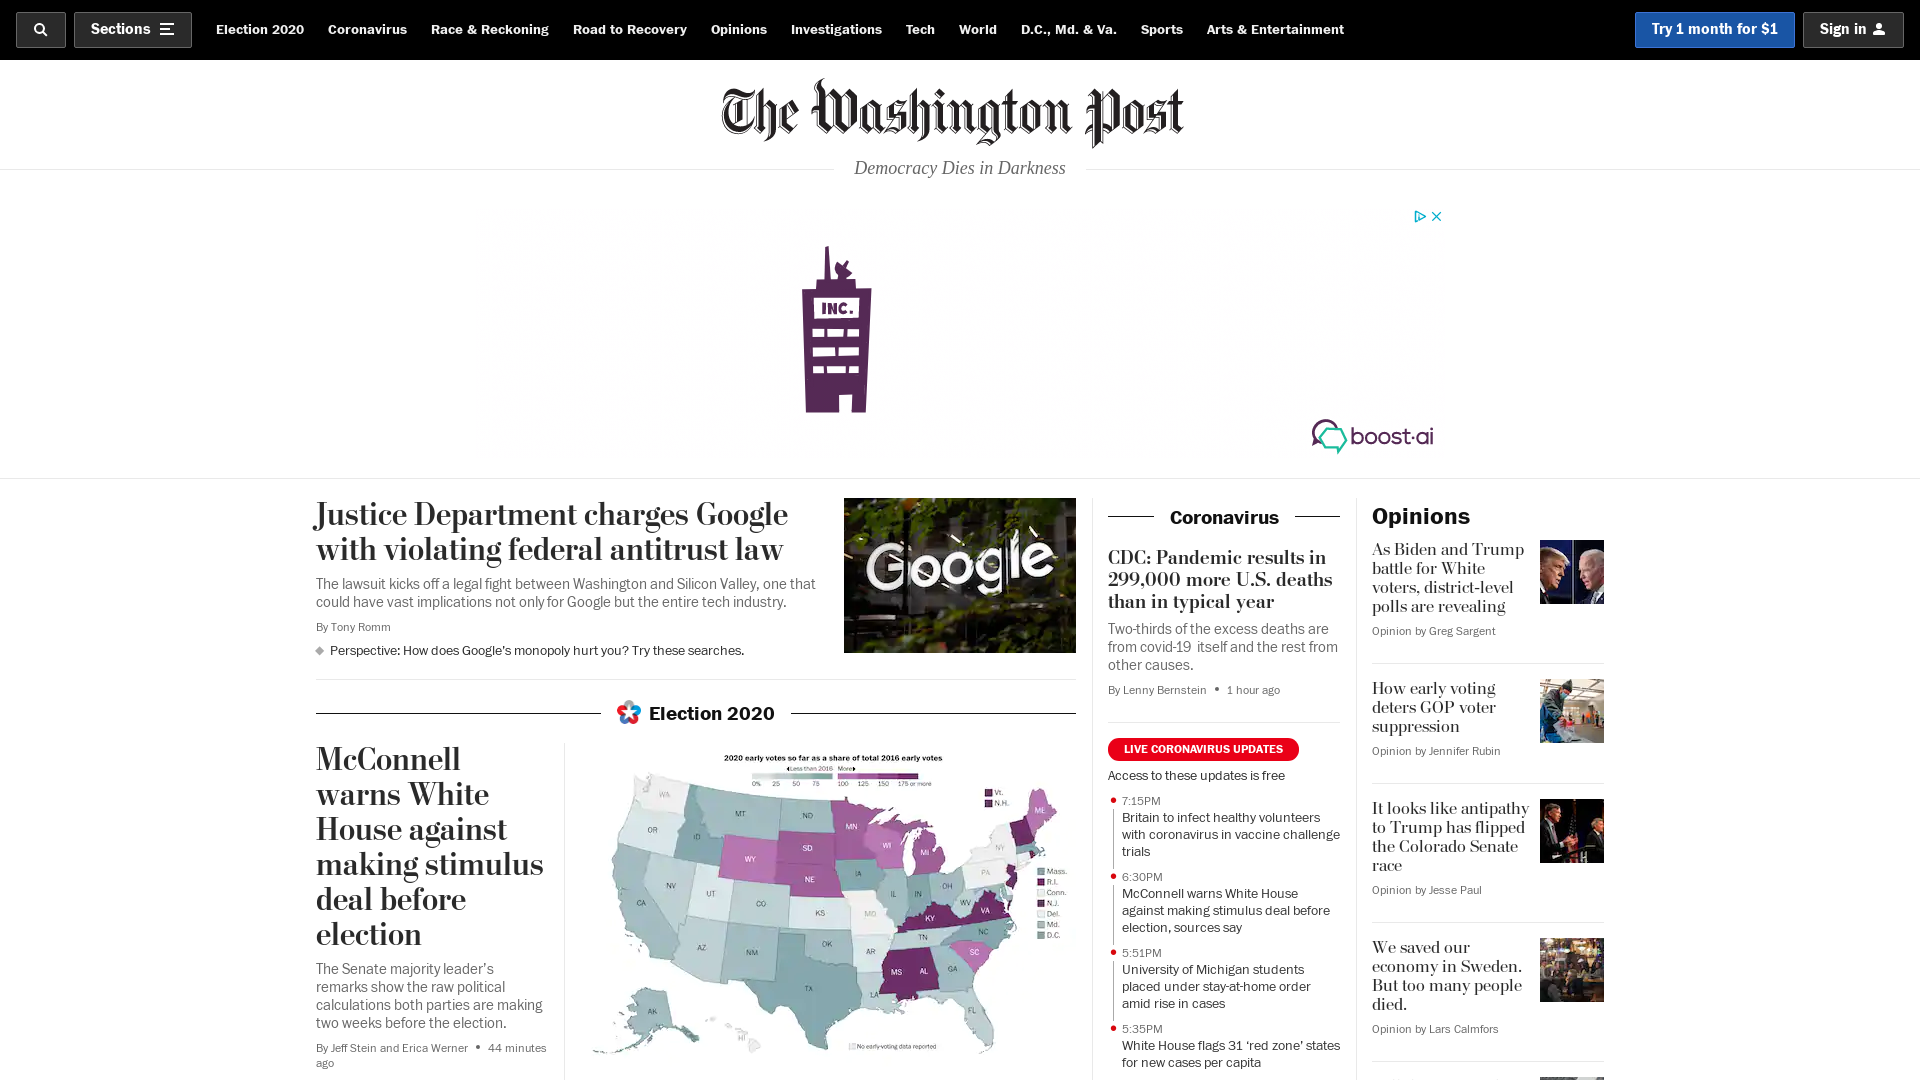 Sections
Election 2020
Coronavirus
Race & Reckoning
Road to Recovery
Opinions
Investigations
Tech
World
D.C., Md. & Va.
Sports
Arts & Entertainment
Try 1 month for $1
Sign in
The Washington Post
Democracy Dies in Darkness
INC.
boost.ai
Justice Department charges Google
with violating federal antitrust law
The lawsuit kicks off a legal fight between Washington and Silicon Valley, one that
could have vast implications not only for Google but the entire tech industry.
By Tony Romm
Perspective: How does Google's monopoly hurt you? Try these searches.
Google
Election 2020
McConnell
warns White
House against
making stimulus
deal before
election
The Senate majority leader's
remarks show the raw political
calculations both parties are making
two weeks before the election.
By Jeff Stein and Erica Werner • 44 minutes
ago
2020 early votes so far as a share of total 2016 early votes
Less than 2016 More
0% 25 50 75 100 125 150 175 or more
Vt.
N.H.
WA
MT
ND
MN
ME
OR
ID
SD
WI
MI
NY
WY
NE
IA
PA
Mass.
R.I.
Conn.
N.J.
Del.
Md.
D.C.
NV
UT
CO
KS
MO
IL
IN
OH
WV
VA
CA
KY
AZ
NM
OK
AR
TN
NC
SC
MS
AL
GA
TX
LA
FL
AK
HI
No early-voting data reported
Coronavirus
CDC: Pandemic results in
299,000 more U.S. deaths
than in typical year
Two-thirds of the excess deaths are
from covid-19 itself and the rest from
other causes.
By Lenny Bernstein • 1 hour ago
LIVE CORONAVIRUS UPDATES
Access to these updates is free
7:15PM
Britain to infect healthy volunteers
with coronavirus in vaccine challenge
trials
6:30PM
McConnell warns White House
against making stimulus deal before
election, sources say
5:51PM
University of Michigan students
placed under stay-at-home order
amid rise in cases
5:35PM
White House flags 31 ‘red zone’ states
for new cases per capita
Opinions
As Biden and Trump
battle for White
voters, district-level
polls are revealing
Opinion by Greg Sargent
How early voting
deters GOP voter
suppression
Opinion by Jennifer Rubin
It looks like antipathy
to Trump has flipped
the Colorado Senate
race
Opinion by Jesse Paul
We saved our
economy in Sweden.
But too many people
died.
Opinion by Lars Calmfors